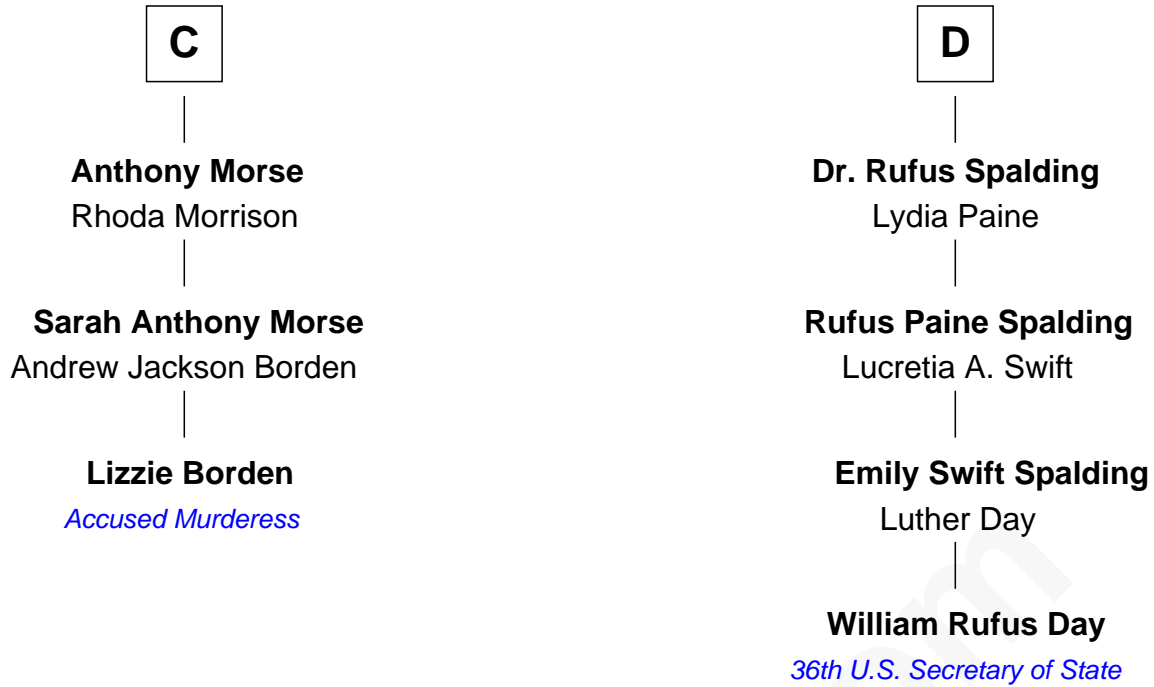 C
Anthony Morse
Rhoda Morrison
Sarah Anthony Morse
Andrew Jackson Borden
Lizzie Borden
Accused Murderess
D
Dr. Rufus Spalding
Lydia Paine
Rufus Paine Spalding
Lucretia A. Swift
Emily Swift Spalding
Luther Day
William Rufus Day
36th U.S. Secretary of State